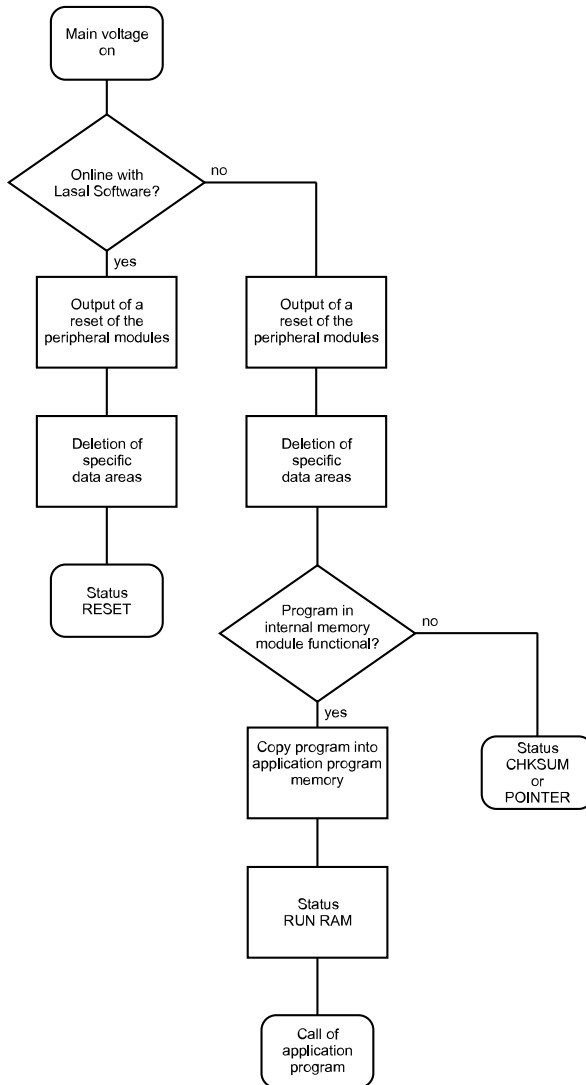 Main voltage
on
Online with
Lasal Software?
no
yes
Output of a
reset of the
peripheral modules
Output of a
reset of the
peripheral modules
Deletion of
specific
data areas
Deletion of
specific
data areas
Status
RESET
Program in
internal memory
module functional?
no
yes
Copy program into
application program
memory
Status
CHKSUM
or
POINTER
Status
RUN RAM
Call of
application
program